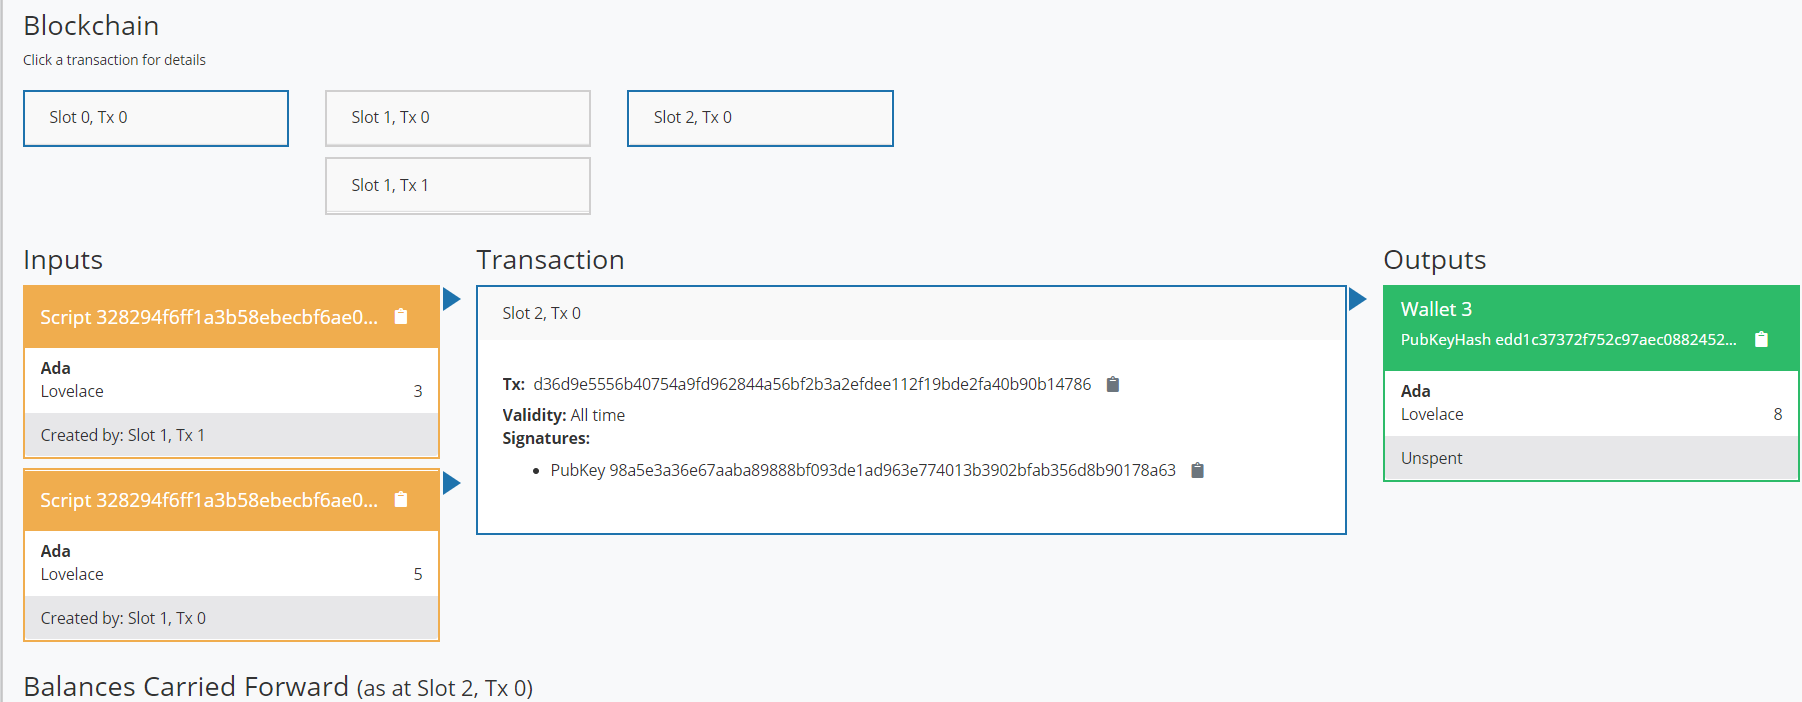 Blockchain
Click a transaction for details
Slot 0, Tx 0
Slot 1, Tx 0
Slot 2, Tx 0
Slot 1, Tx 1
Inputs
Script 328294f6ff1a3b58ebecbf6ae0...
Ada
Lovelace 3
Created by: Slot 1, Tx 1
Script 328294f6ff1a3b58ebecbf6ae0...
Ada
Lovelace 5
Created by: Slot 1, Tx 0
Transaction
Slot 2, Tx 0
Tx: d36d9e5556b40754a9fd962844a56bf2b3a2efdee112f19bde2fa40b90b14786
Validity: All time
Signatures:
• PubKey 98a5e3a36e67aaba89888bf093de1ad963e774013b3902bfab356d8b90178a63
Outputs
Wallet 3
PubKeyHash edd1c37372f752c97aec0882452...
Ada
Lovelace 8
Unspent
Balances Carried Forward (as at Slot 2, Tx 0)